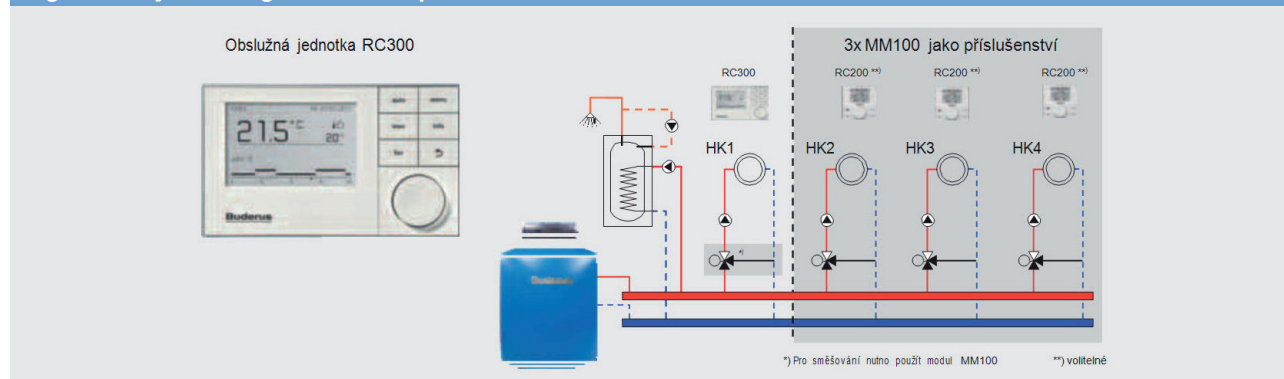 Obslužná jednotka RC300
3x MM100 jako příslušenství
RC300
RC200 **)
RC200 **)
RC200 **)
21.5°C
20°
Buderus
HK1
HK2
HK3
HK4
*)
Buderus
*) Pro směšování nutno použít modul MM100
**) volitelné